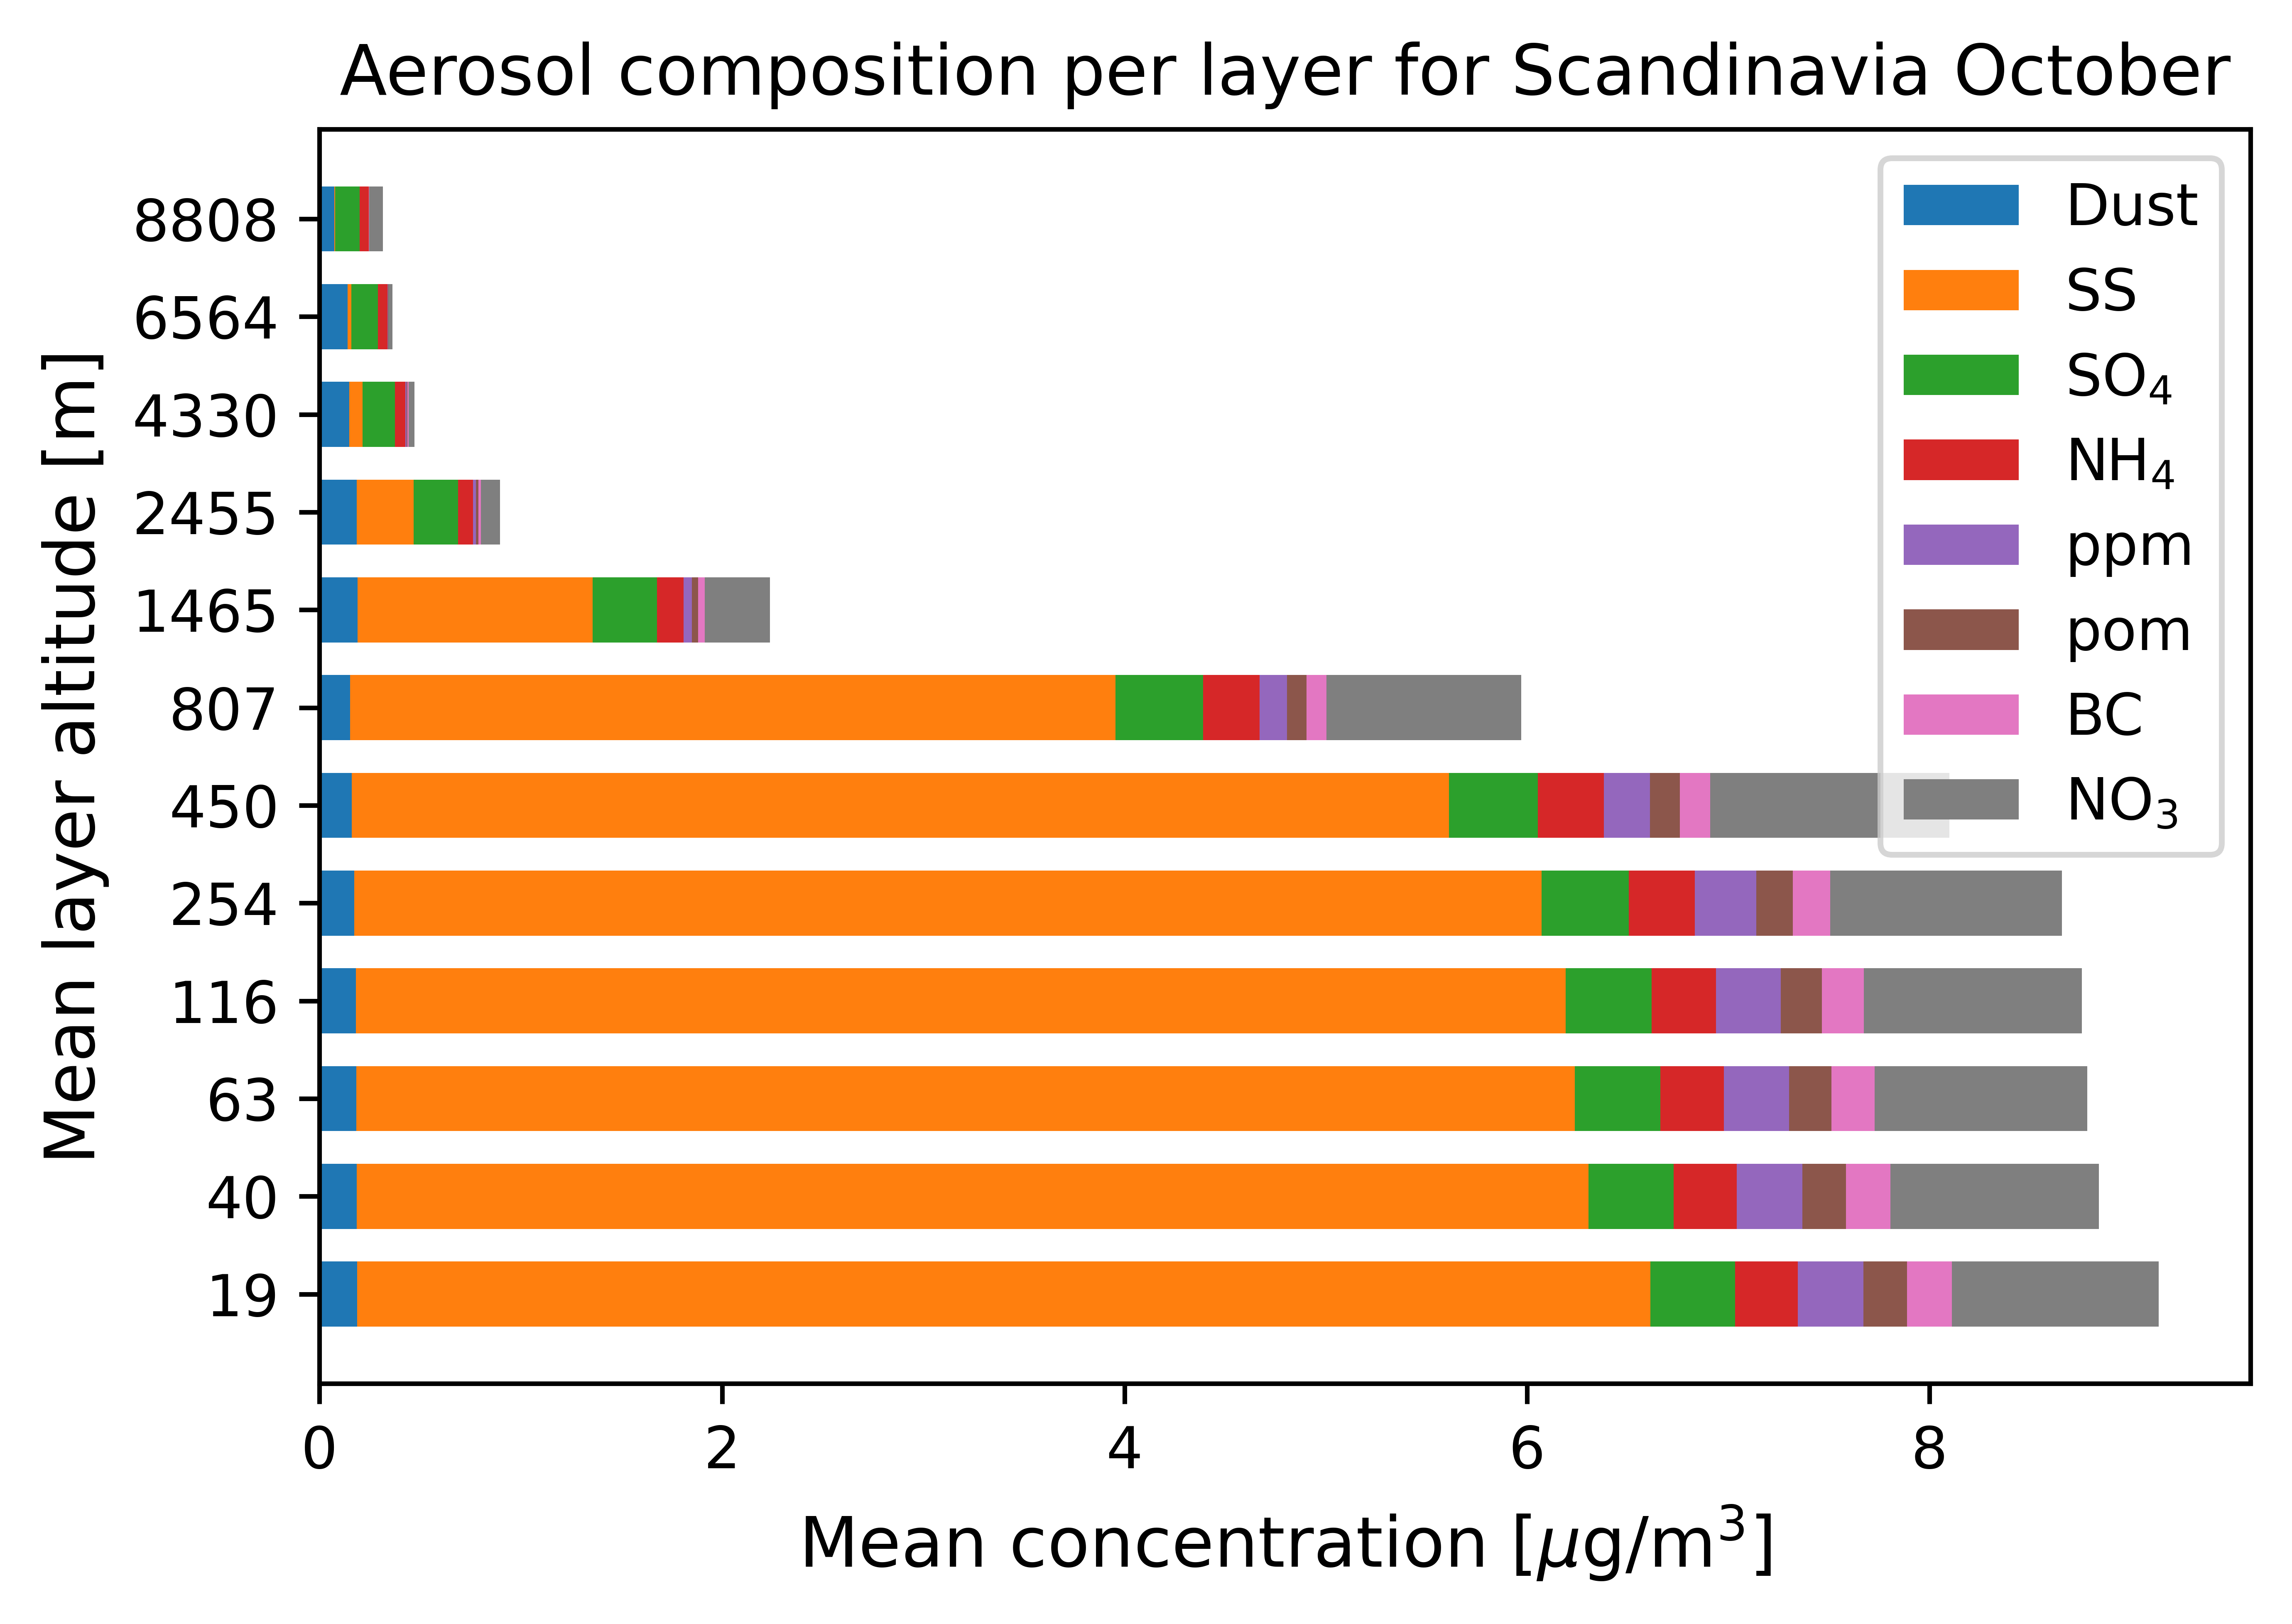 Aerosol composition per layer for Scandinavia October
Mean layer altitude [m]
8808
6564
4330
2455
1465
807
450
254
116
63
40
19
Dust
SS
SO₄
NH₄
ppm
pom
BC
NO₃
0 2 4 6 8
Mean concentration [μg/m³]